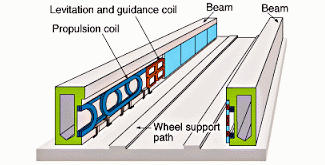 Levitation and guidance coil
Beam
Beam
Propulsion coil
Wheel support
path